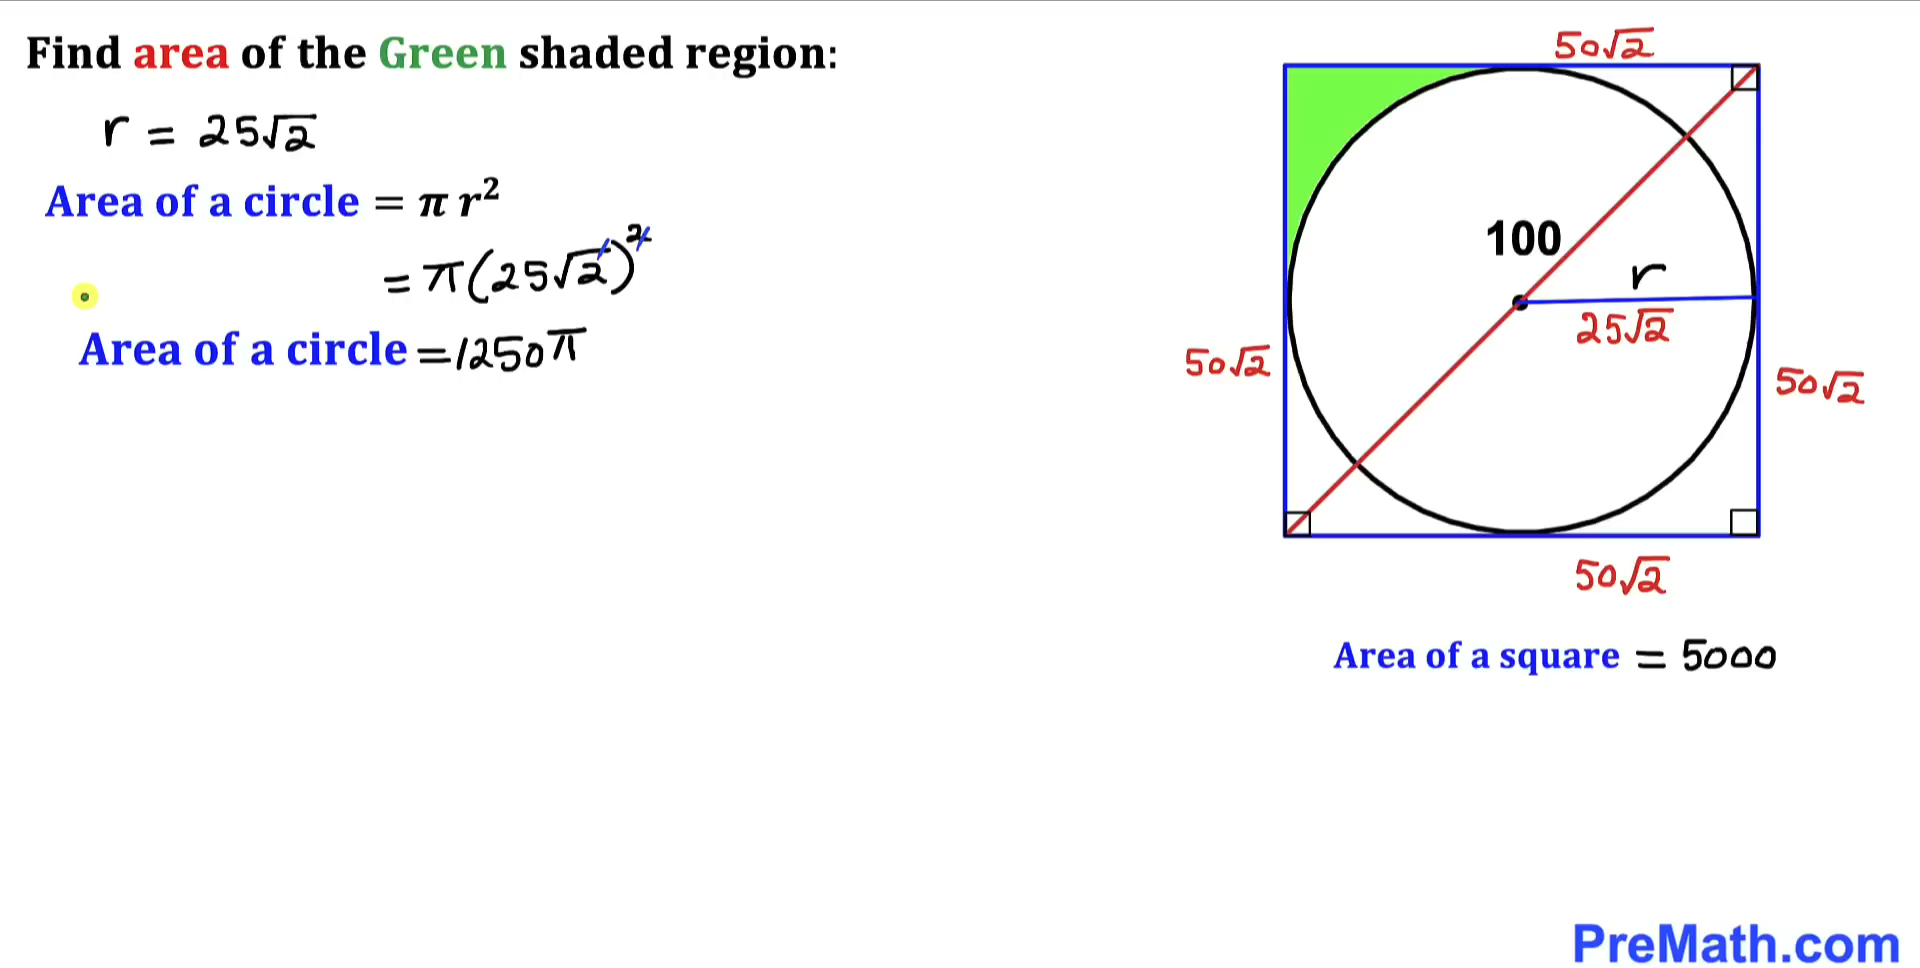 Find area of the Green shaded region:
r = 25√2
Area of a circle = π r²
= π(25√2)²
Area of a circle = 1250π
50√2
100
r
25√2
50√2
50√2
50√2
Area of a square = 5000
PreMath.com